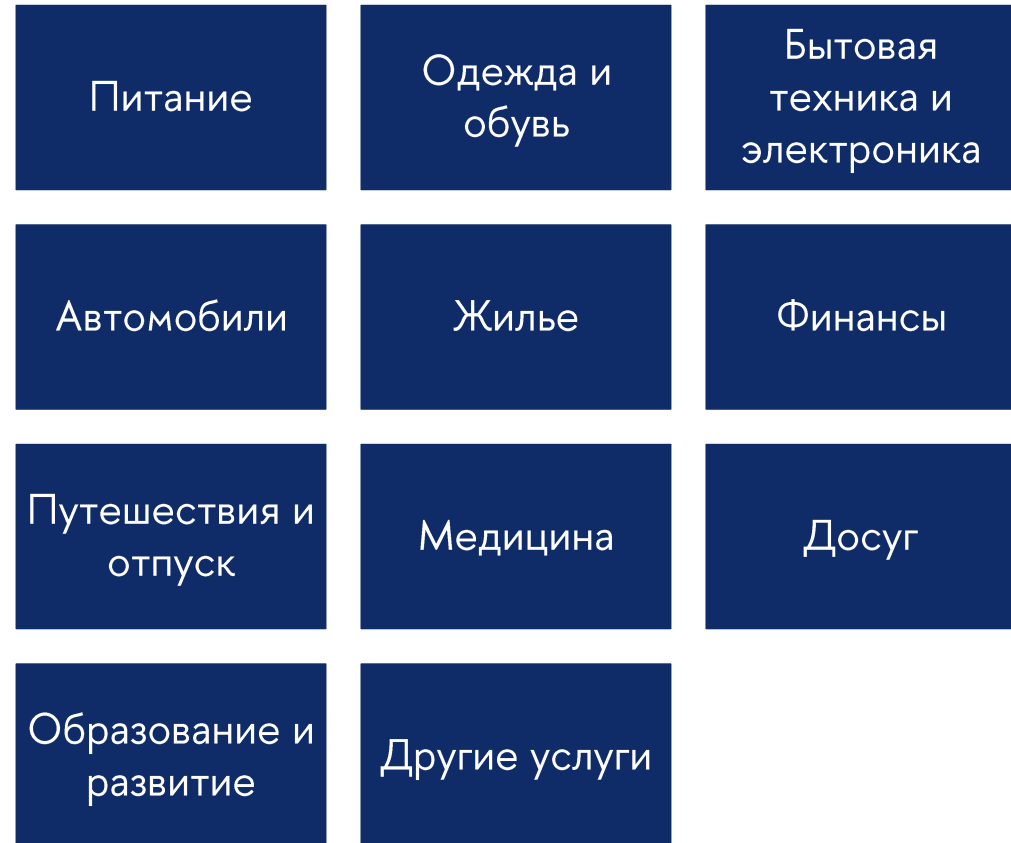 Питание
Одежда и
обувь
Бытовая
техника и
электроника
Автомобили
Жилье
Финансы
Путешествия и
отпуск
Медицина
Досуг
Образование и
развитие
Другие услуги